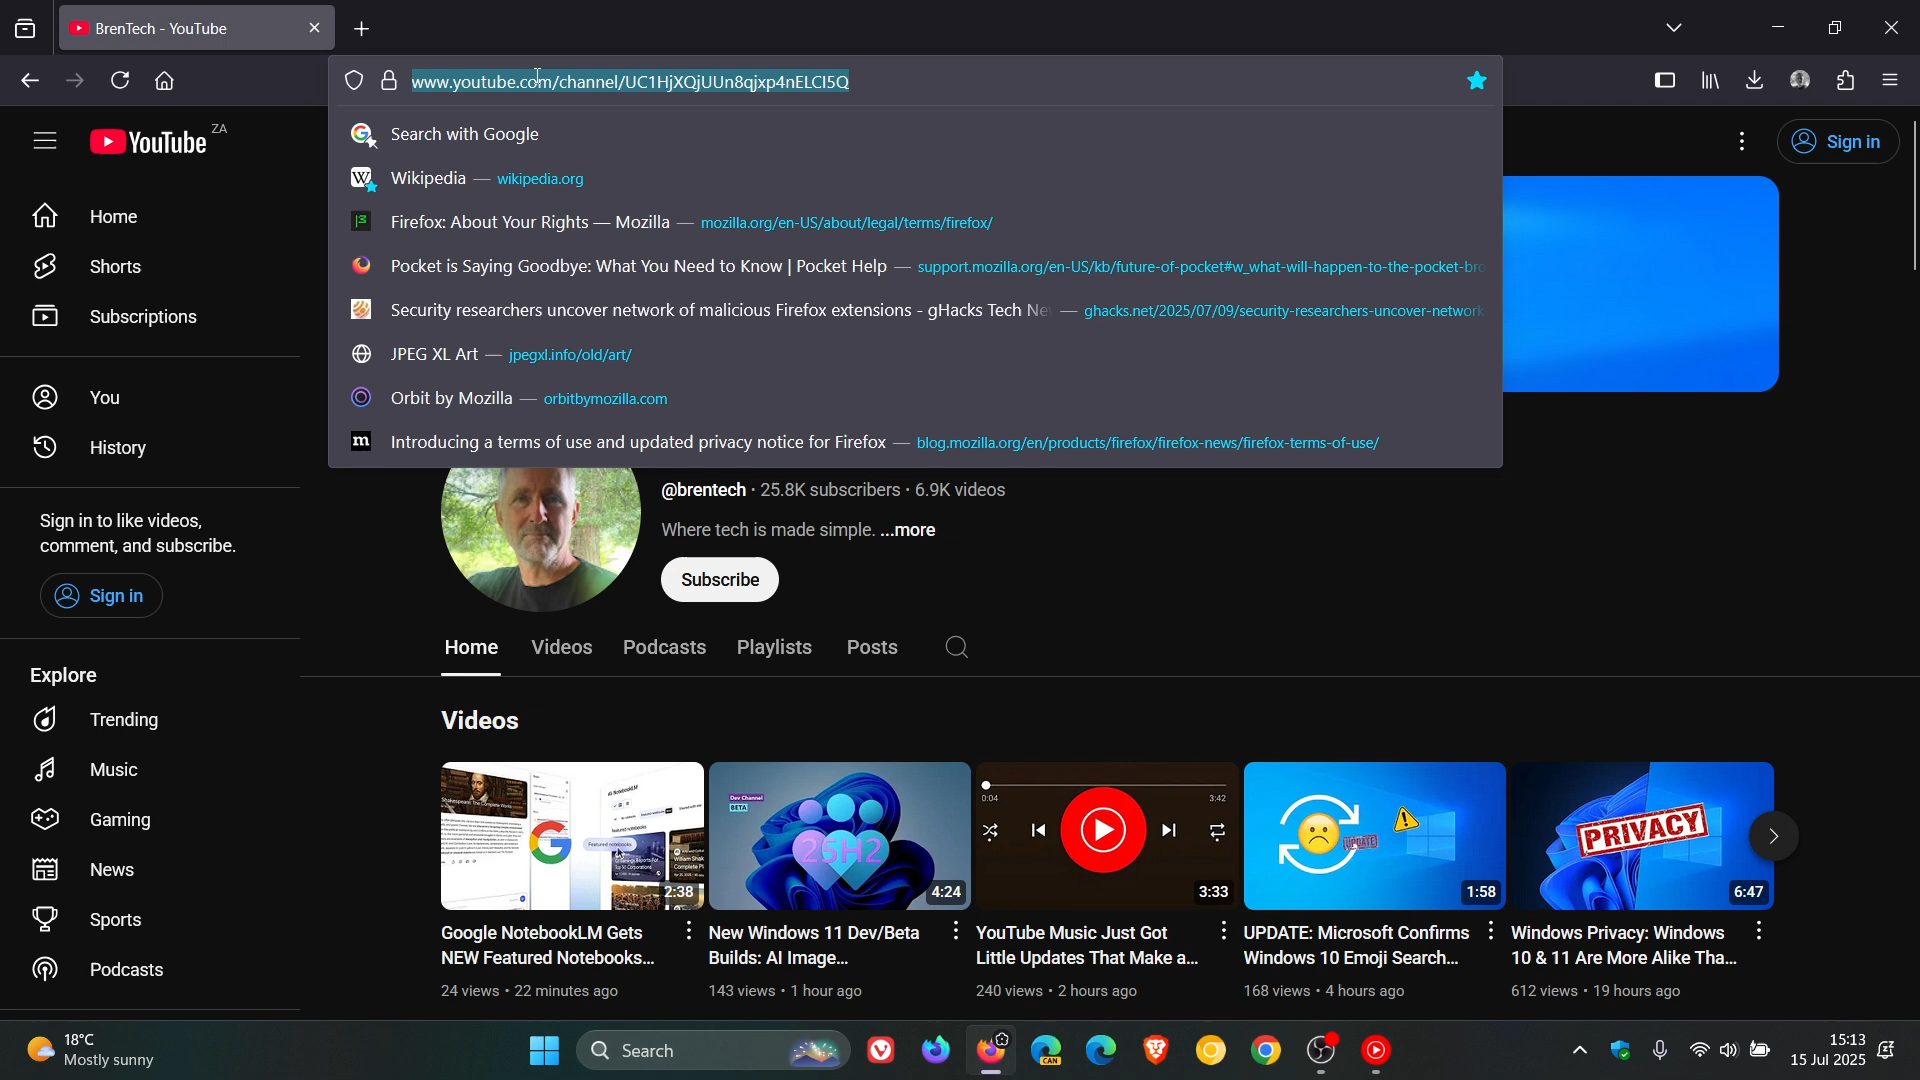 BrenTech - YouTube
www.youtube.com/channel/UC1HjXQjUUn8qjxp4nELCI5Q
Search with Google
Wikipedia — wikipedia.org
Firefox: About Your Rights — Mozilla — mozilla.org/en-US/about/legal/terms/firefox/
Pocket is Saying Goodbye: What You Need to Know | Pocket Help — support.mozilla.org/en-US/kb/future-of-pocket#w_what-will-happen-to-the-pocket-bro
Security researchers uncover network of malicious Firefox extensions - gHacks Tech Ne — ghacks.net/2025/07/09/security-researchers-uncover-network
JPEG XL Art — jpegxl.info/old/art/
Orbit by Mozilla — orbitbymozilla.com
Introducing a terms of use and updated privacy notice for Firefox — blog.mozilla.org/en/products/firefox/firefox-news/firefox-terms-of-use/
YouTube ZA
Sign in
Home
Shorts
Subscriptions
You
History
Sign in to like videos,
comment, and subscribe.
Sign in
Explore
Trending
Music
Gaming
News
Sports
Podcasts
@brentech · 25.8K subscribers · 6.9K videos
Where tech is made simple. ...more
Subscribe
Home Videos Podcasts Playlists Posts
Videos
2:38
Dev Channel
BETA
25H2
4:24
0:04 3:42
3:33
UPDATE
1:58
PRIVACY
6:47
Google NotebookLM Gets
NEW Featured Notebooks...
24 views • 22 minutes ago
New Windows 11 Dev/Beta
Builds: AI Image...
143 views • 1 hour ago
YouTube Music Just Got
Little Updates That Make a...
240 views • 2 hours ago
UPDATE: Microsoft Confirms
Windows 10 Emoji Search...
168 views • 4 hours ago
Windows Privacy: Windows
10 & 11 Are More Alike Tha...
612 views • 19 hours ago
18°C
Mostly sunny
Search
CAN
15:13
15 Jul 2025